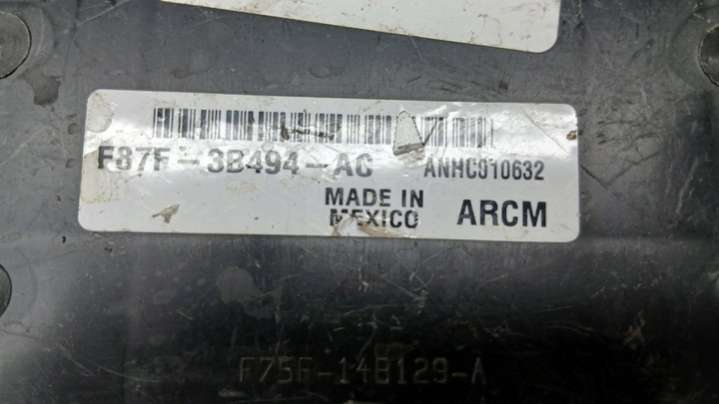 F87F-3B494-AC ANHC010632
MADE IN
MEXICO ARCM
F75F-14B129-A